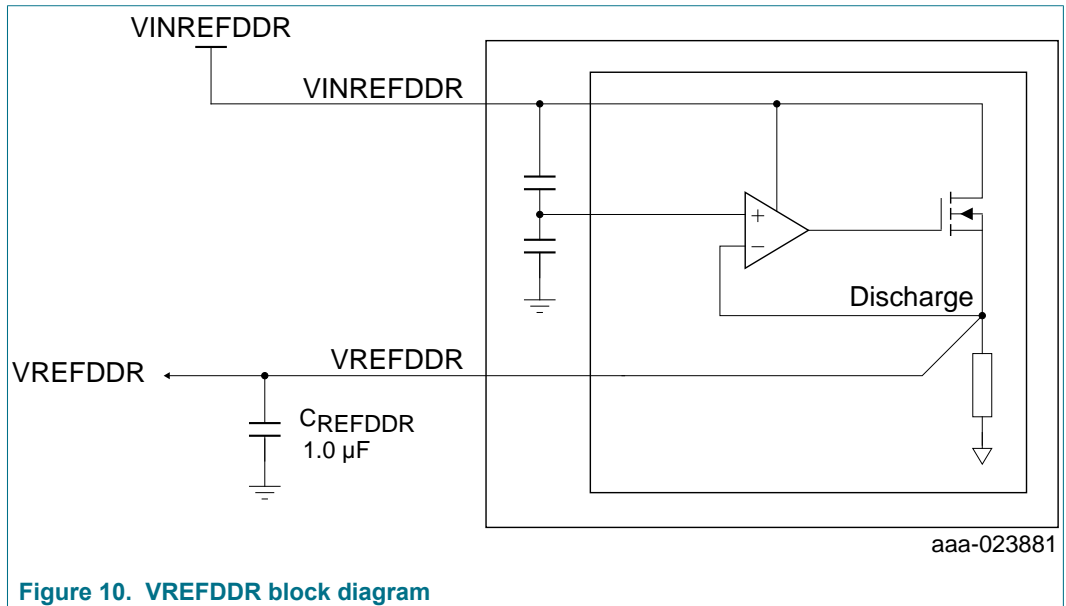 VINREFDDR
VINREFDDR
+
−
Discharge
VREFDDR
VREFDDR
CREFDDR
1.0 µF
aaa-023881
Figure 10. VREFDDR block diagram